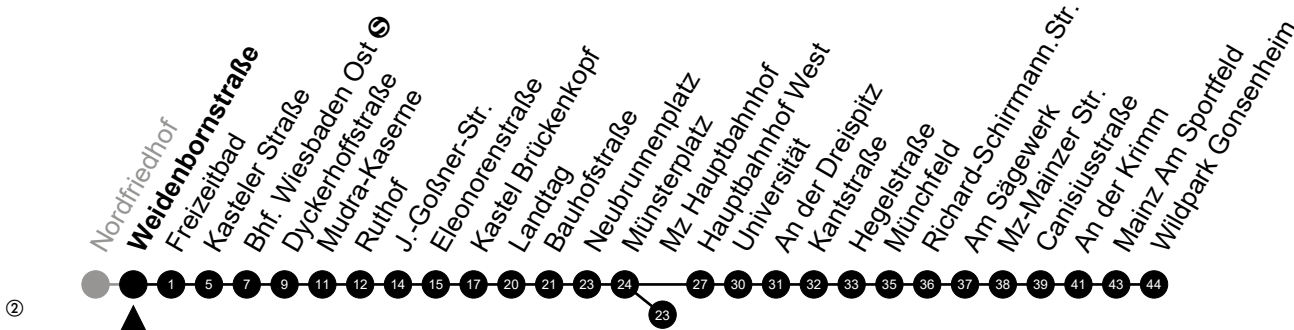 Nordfriedhof
Weidenbornstraße
Freizeitbad
Kasteler Straße
Bhf. Wiesbaden Ost S
Dyckerhoffstraße
Mudra-Kaserne
Ruthof
J.-Goßner-Str.
Eleonorenstraße
Kastel Brückenkopf
Landtag
Bauhofstraße
Neubrunnenplatz
Münsterplatz
Mz Hauptbahnhof
Hauptbahnhof West
Universität
An der Dreispitz
Kantstraße
Hegelstraße
Münchfeld
Richard-Schirrmann.Str.
Am Sägewerk
Mz-Mainzer Str.
Canisiusstraße
An der Krimm
Mainz Am Sportfeld
Wildpark Gonsenheim
1 5 7 9 11 12 14 15 17 20 21 23 24 27 30 31 32 33 35 36 37 38 39 41 43 44
② 23